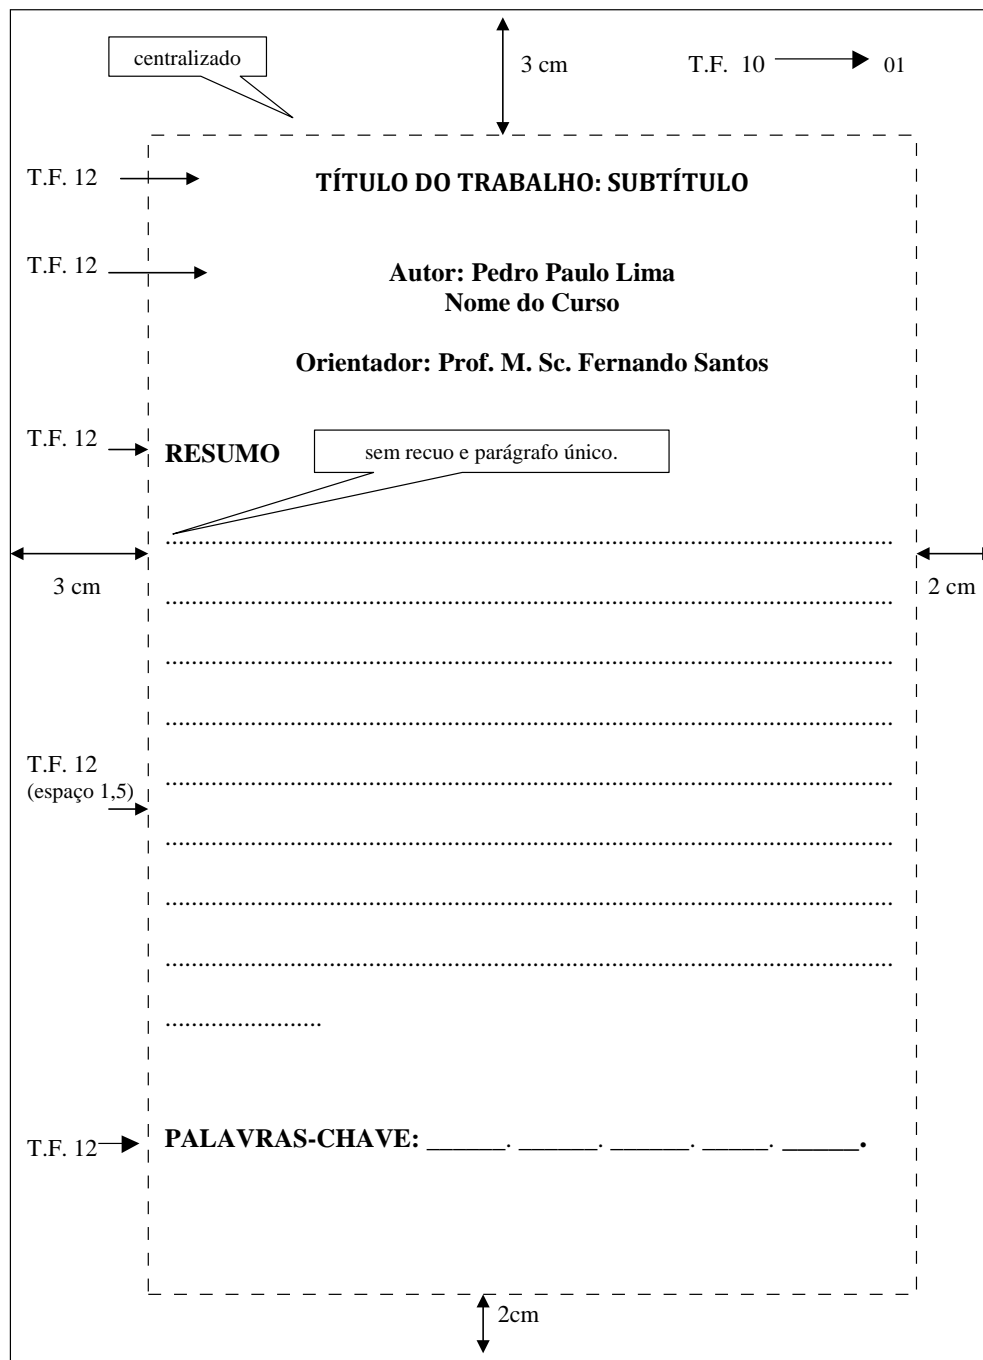 centralizado
3 cm
T.F. 10
01
T.F. 12
TÍTULO DO TRABALHO: SUBTÍTULO
T.F. 12
Autor: Pedro Paulo Lima
Nome do Curso
Orientador: Prof. M. Sc. Fernando Santos
T.F. 12
RESUMO
sem recuo e parágrafo único.
...............................................................................................................
3 cm
2 cm
...............................................................................................................
...............................................................................................................
...............................................................................................................
T.F. 12
(espaço 1,5)
...............................................................................................................
...............................................................................................................
...............................................................................................................
...............................................................................................................
........................
T.F. 12
PALAVRAS-CHAVE: ______. ______. ______. _____. ______.
2cm